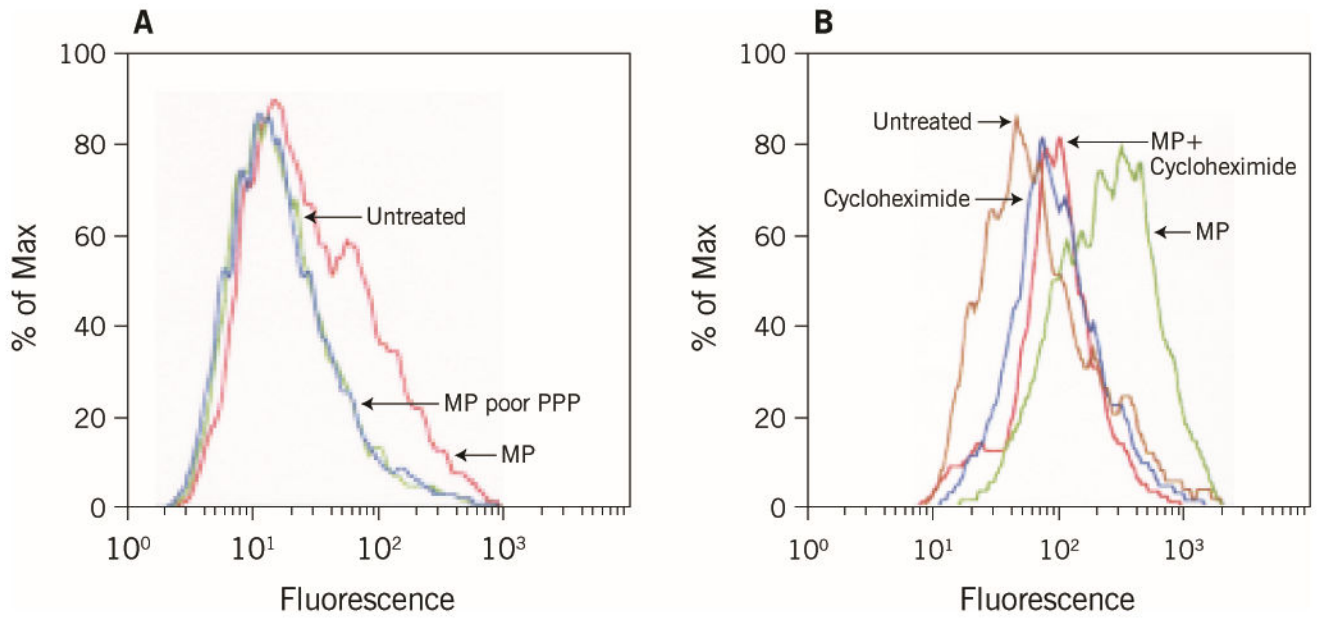 A
100
80
60
40
20
0
% of Max
Untreated
MP poor PPP
MP
10⁰ 10¹ 10² 10³
Fluorescence
B
100
80
60
40
20
0
% of Max
Untreated
MP+
Cycloheximide
Cycloheximide
MP
10⁰ 10¹ 10² 10³
Fluorescence